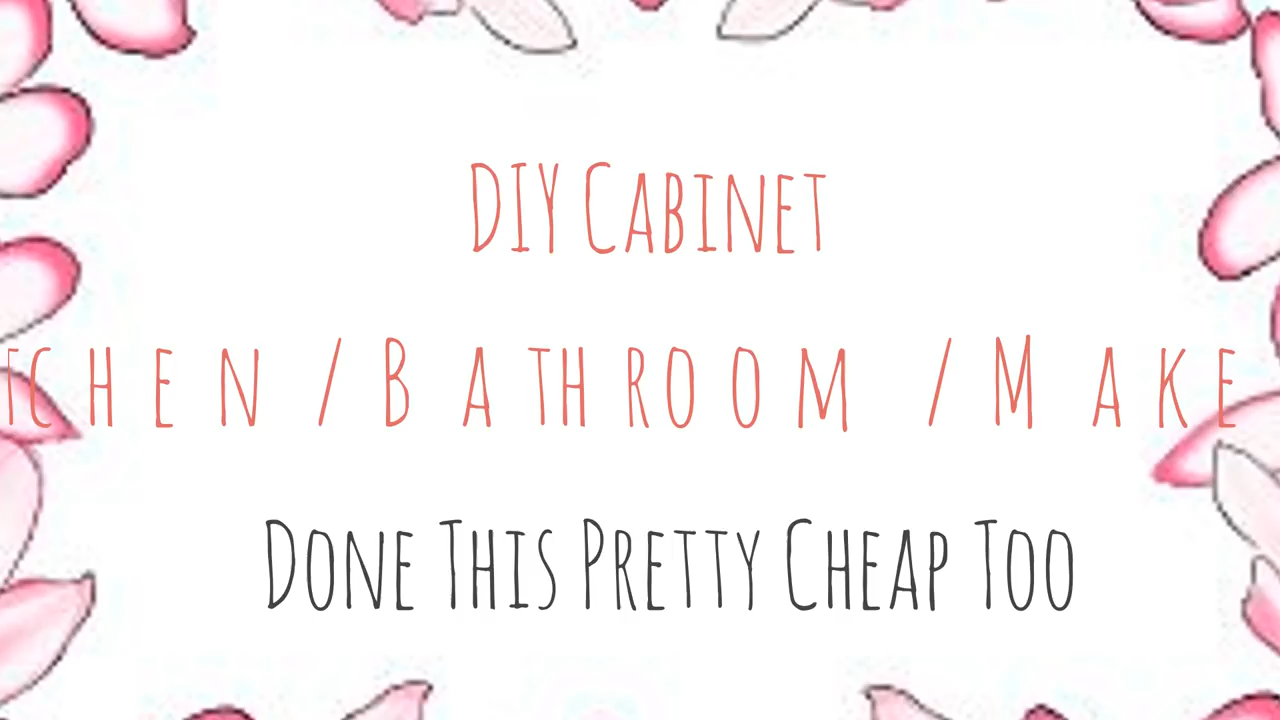 DIY Cabinet
tchen / Bathroom / Make
Done This Pretty Cheap Too